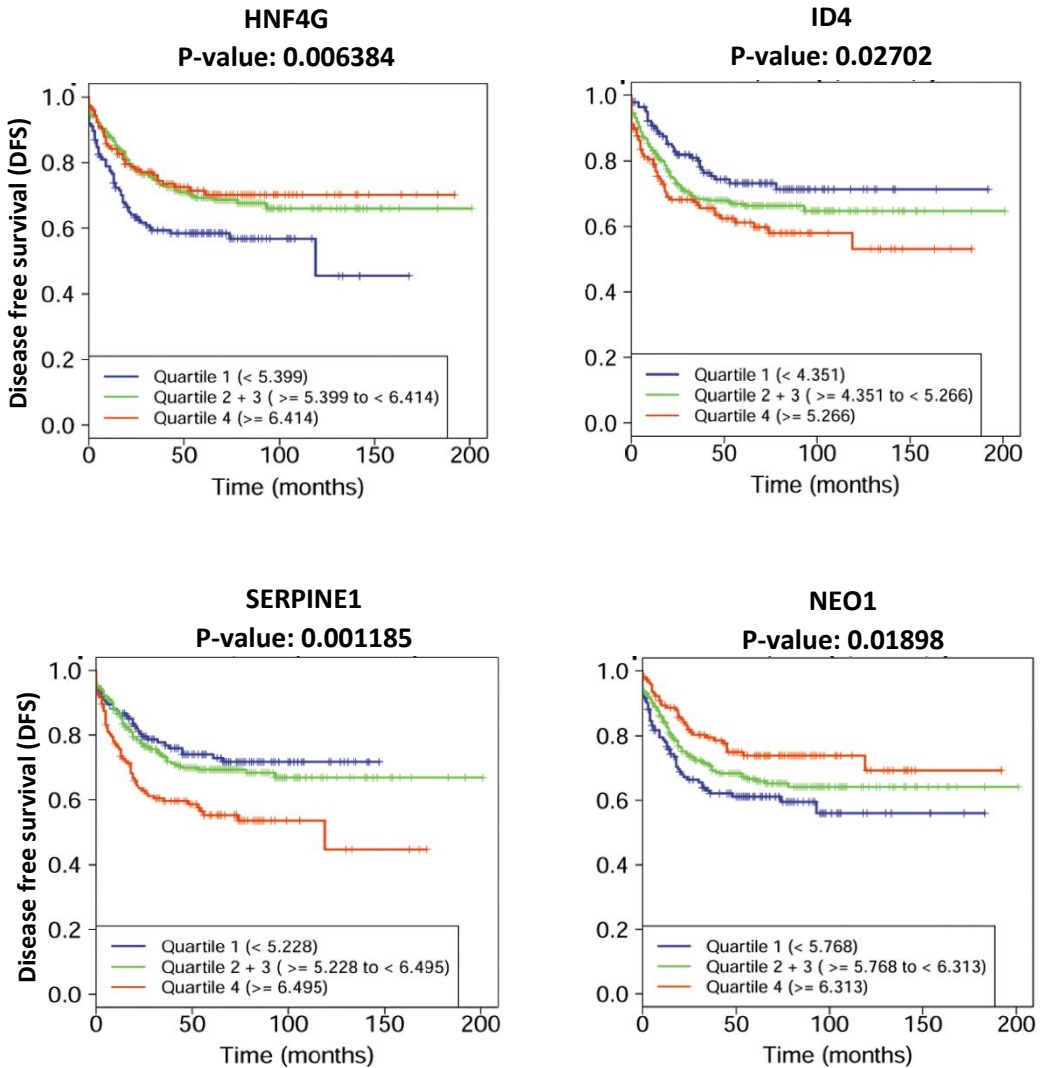 HNF4G
P-value: 0.006384
Disease free survival (DFS)
1.0
0.8
0.6
0.4
0.2
0.0
Quartile 1 (< 5.399)
Quartile 2 + 3 ( >= 5.399 to < 6.414)
Quartile 4 (>= 6.414)
0 50 100 150 200
Time (months)
ID4
P-value: 0.02702
1.0
0.8
0.6
0.4
0.2
0.0
Quartile 1 (< 4.351)
Quartile 2 + 3 ( >= 4.351 to < 5.266)
Quartile 4 (>= 5.266)
0 50 100 150 200
Time (months)
SERPINE1
P-value: 0.001185
Disease free survival (DFS)
1.0
0.8
0.6
0.4
0.2
0.0
Quartile 1 (< 5.228)
Quartile 2 + 3 ( >= 5.228 to < 6.495)
Quartile 4 (>= 6.495)
0 50 100 150 200
Time (months)
NEO1
P-value: 0.01898
1.0
0.8
0.6
0.4
0.2
0.0
Quartile 1 (< 5.768)
Quartile 2 + 3 ( >= 5.768 to < 6.313)
Quartile 4 (>= 6.313)
0 50 100 150 200
Time (months)